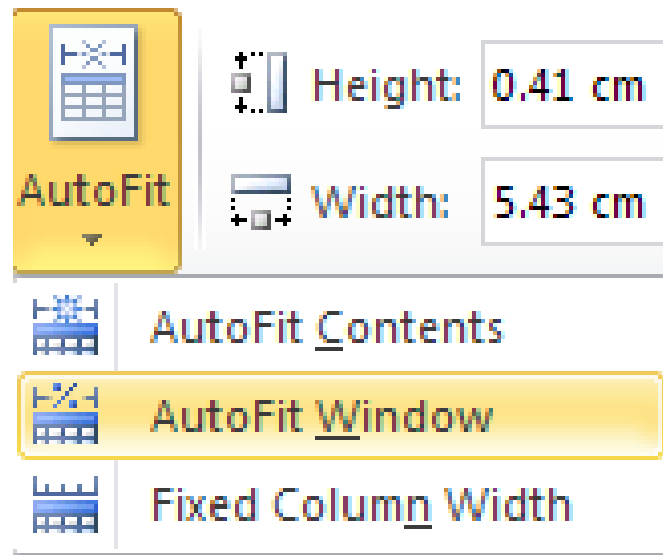 Height: 0.41 cm
AutoFit
Width: 5.43 cm
AutoFit Contents
AutoFit Window
Fixed Column Width